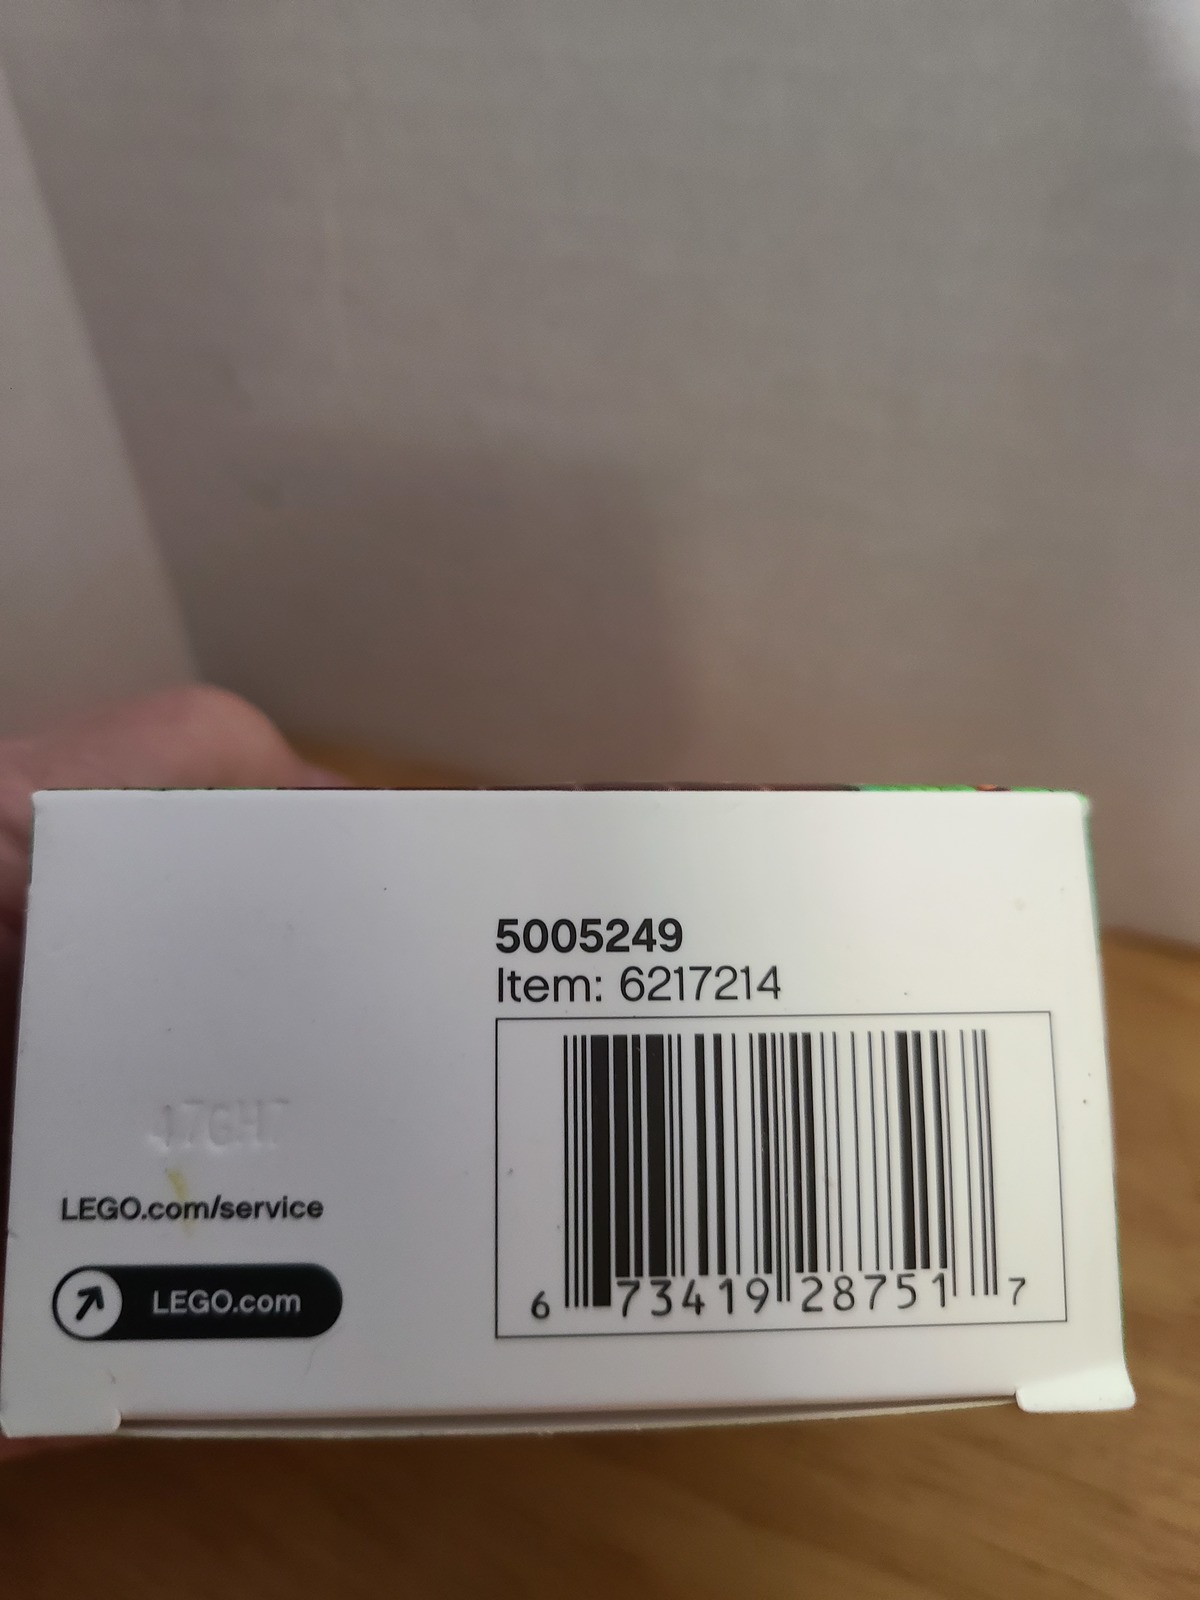 5005249
Item: 6217214
LEGO.com/service
LEGO.com
6 73419 28751 7